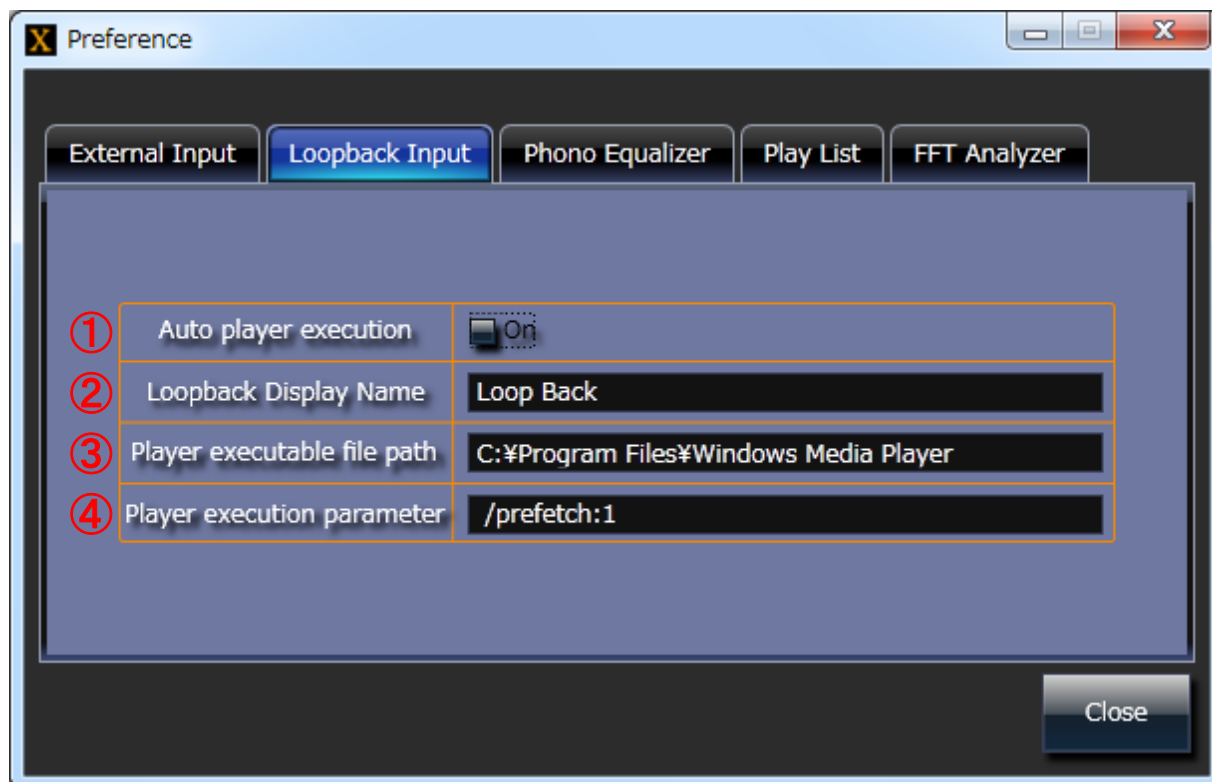 X Preference
External Input Loopback Input Phono Equalizer Play List FFT Analyzer
① Auto player execution On
② Loopback Display Name Loop Back
③ Player executable file path C:¥Program Files¥Windows Media Player
④ Player execution parameter /prefetch:1
Close